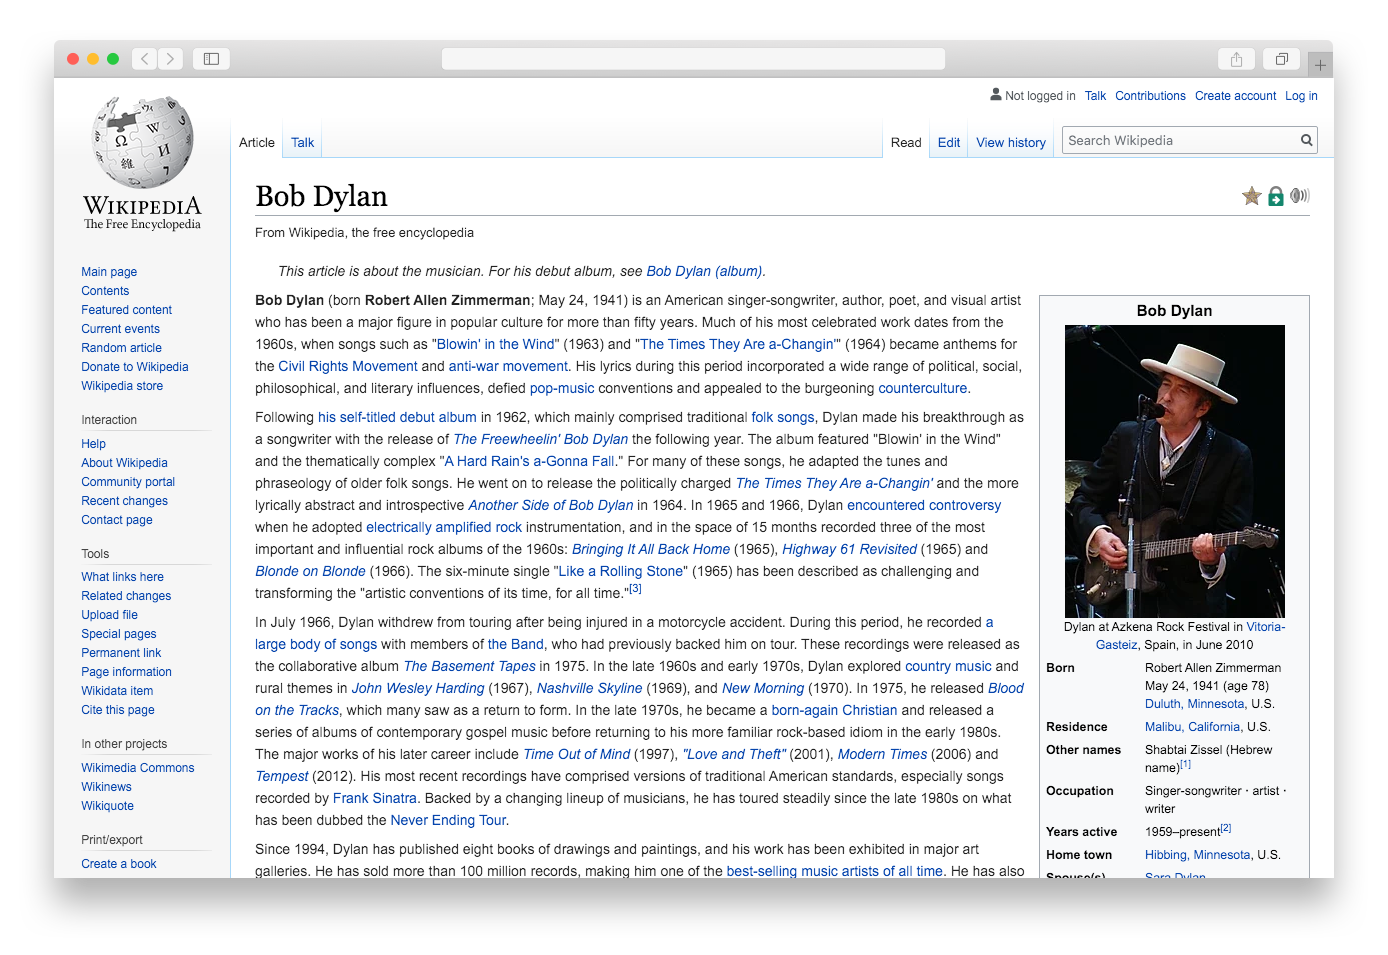 Not logged in Talk Contributions Create account Log in
Article Talk Read Edit View history Search Wikipedia
WIKIPEDIA
The Free Encyclopedia
Main page
Contents
Featured content
Current events
Random article
Donate to Wikipedia
Wikipedia store
Interaction
Help
About Wikipedia
Community portal
Recent changes
Contact page
Tools
What links here
Related changes
Upload file
Special pages
Permanent link
Page information
Wikidata item
Cite this page
In other projects
Wikimedia Commons
Wikinews
Wikiquote
Print/export
Create a book
Bob Dylan
From Wikipedia, the free encyclopedia
This article is about the musician. For his debut album, see Bob Dylan (album).
Bob Dylan (born Robert Allen Zimmerman; May 24, 1941) is an American singer-songwriter, author, poet, and visual artist
who has been a major figure in popular culture for more than fifty years. Much of his most celebrated work dates from the
1960s, when songs such as "Blowin' in the Wind" (1963) and "The Times They Are a-Changin'" (1964) became anthems for
the Civil Rights Movement and anti-war movement. His lyrics during this period incorporated a wide range of political, social,
philosophical, and literary influences, defied pop-music conventions and appealed to the burgeoning counterculture.
Following his self-titled debut album in 1962, which mainly comprised traditional folk songs, Dylan made his breakthrough as
a songwriter with the release of The Freewheelin' Bob Dylan the following year. The album featured "Blowin' in the Wind"
and the thematically complex "A Hard Rain's a-Gonna Fall." For many of these songs, he adapted the tunes and
phraseology of older folk songs. He went on to release the politically charged The Times They Are a-Changin' and the more
lyrically abstract and introspective Another Side of Bob Dylan in 1964. In 1965 and 1966, Dylan encountered controversy
when he adopted electrically amplified rock instrumentation, and in the space of 15 months recorded three of the most
important and influential rock albums of the 1960s: Bringing It All Back Home (1965), Highway 61 Revisited (1965) and
Blonde on Blonde (1966). The six-minute single "Like a Rolling Stone" (1965) has been described as challenging and
transforming the "artistic conventions of its time, for all time."[3]
In July 1966, Dylan withdrew from touring after being injured in a motorcycle accident. During this period, he recorded a
large body of songs with members of the Band, who had previously backed him on tour. These recordings were released as
the collaborative album The Basement Tapes in 1975. In the late 1960s and early 1970s, Dylan explored country music and
rural themes in John Wesley Harding (1967), Nashville Skyline (1969), and New Morning (1970). In 1975, he released Blood
on the Tracks, which many saw as a return to form. In the late 1970s, he became a born-again Christian and released a
series of albums of contemporary gospel music before returning to his more familiar rock-based idiom in the early 1980s.
The major works of his later career include Time Out of Mind (1997), "Love and Theft" (2001), Modern Times (2006) and
Tempest (2012). His most recent recordings have comprised versions of traditional American standards, especially songs
recorded by Frank Sinatra. Backed by a changing lineup of musicians, he has toured steadily since the late 1980s on what
has been dubbed the Never Ending Tour.
Since 1994, Dylan has published eight books of drawings and paintings, and his work has been exhibited in major art
galleries. He has sold more than 100 million records, making him one of the best-selling music artists of all time. He has also
Bob Dylan
Dylan at Azkena Rock Festival in Vitoria-
Gasteiz, Spain, in June 2010
Born Robert Allen Zimmerman
May 24, 1941 (age 78)
Duluth, Minnesota, U.S.
Residence Malibu, California, U.S.
Other names Shabtai Zissel (Hebrew
name)[1]
Occupation Singer-songwriter · artist ·
writer
Years active 1959–present[2]
Home town Hibbing, Minnesota, U.S.
Spouse(s) Sara Dylan